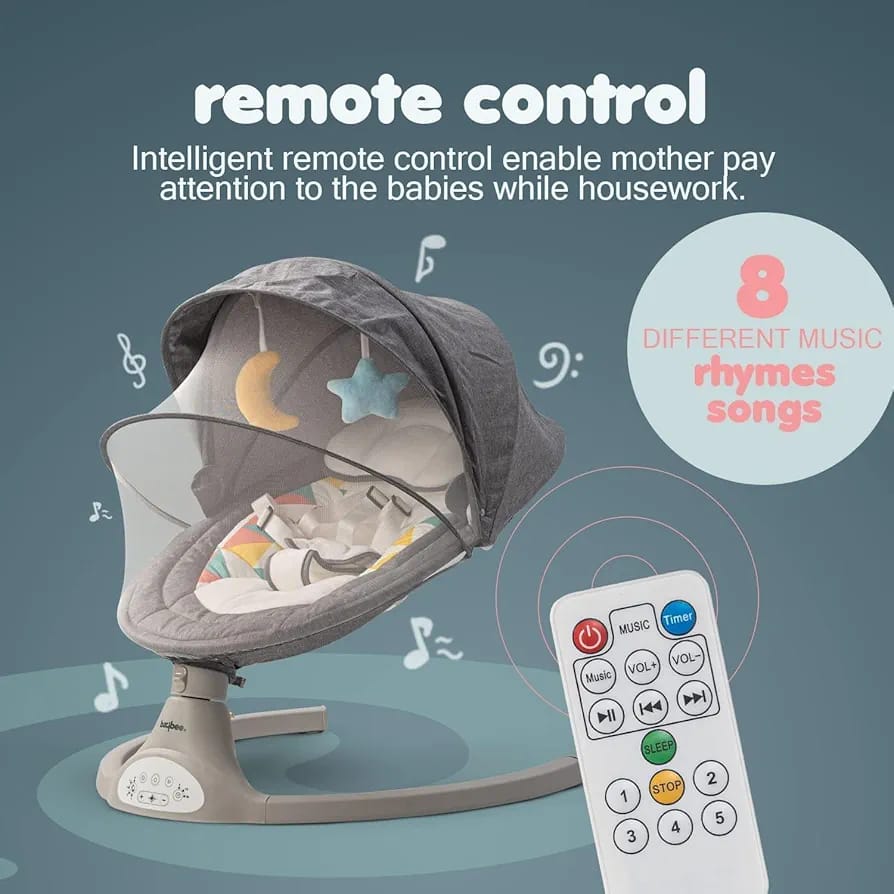 remote control
Intelligent remote control enable mother pay
attention to the babies while housework.
8
DIFFERENT MUSIC
rhymes
songs
MUSIC
Timer
Music
VOL+
VOL−
SLEEP
STOP
1
2
3
4
5
baybee